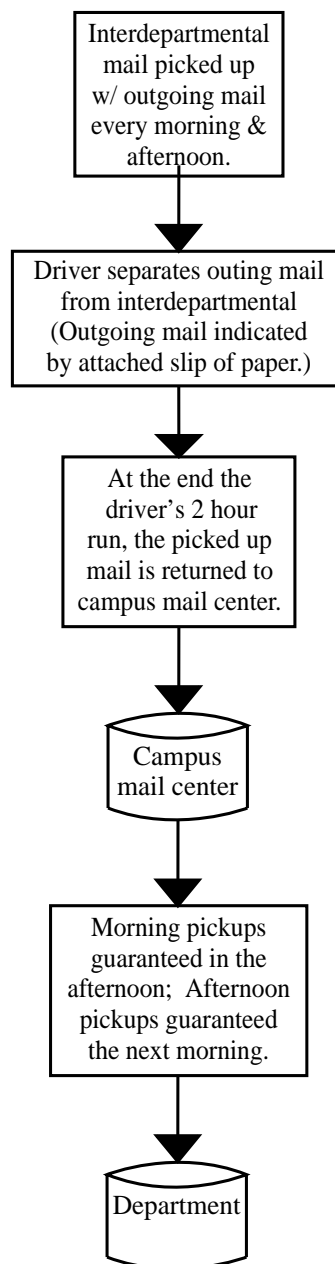 Interdepartmental
mail picked up
w/ outgoing mail
every morning &
afternoon.
Driver separates outing mail
from interdepartmental
(Outgoing mail indicated
by attached slip of paper.)
At the end the
driver's 2 hour
run, the picked up
mail is returned to
campus mail center.
Campus
mail center
Morning pickups
guaranteed in the
afternoon;  Afternoon
pickups guaranteed
the next morning.
Department